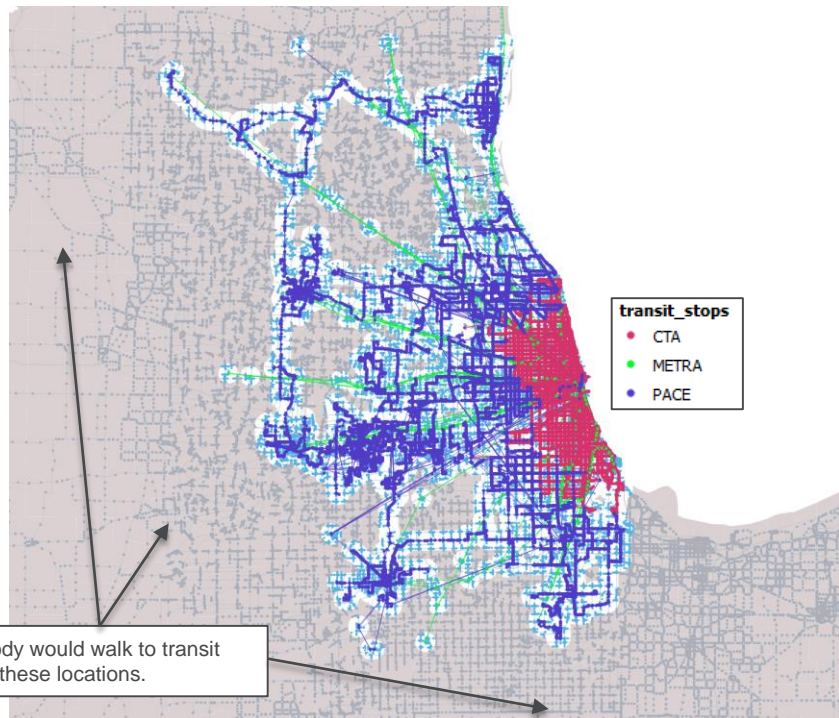 transit_stops
CTA
METRA
PACE
ody would walk to transit
these locations.